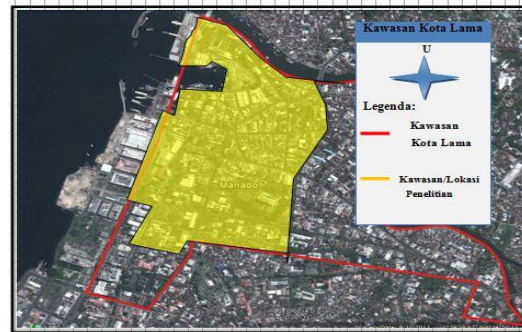 Kawasan Kota Lama
U
Legenda:
Kawasan
Kota Lama
Kawasan/Lokasi
Penelitian
Manado